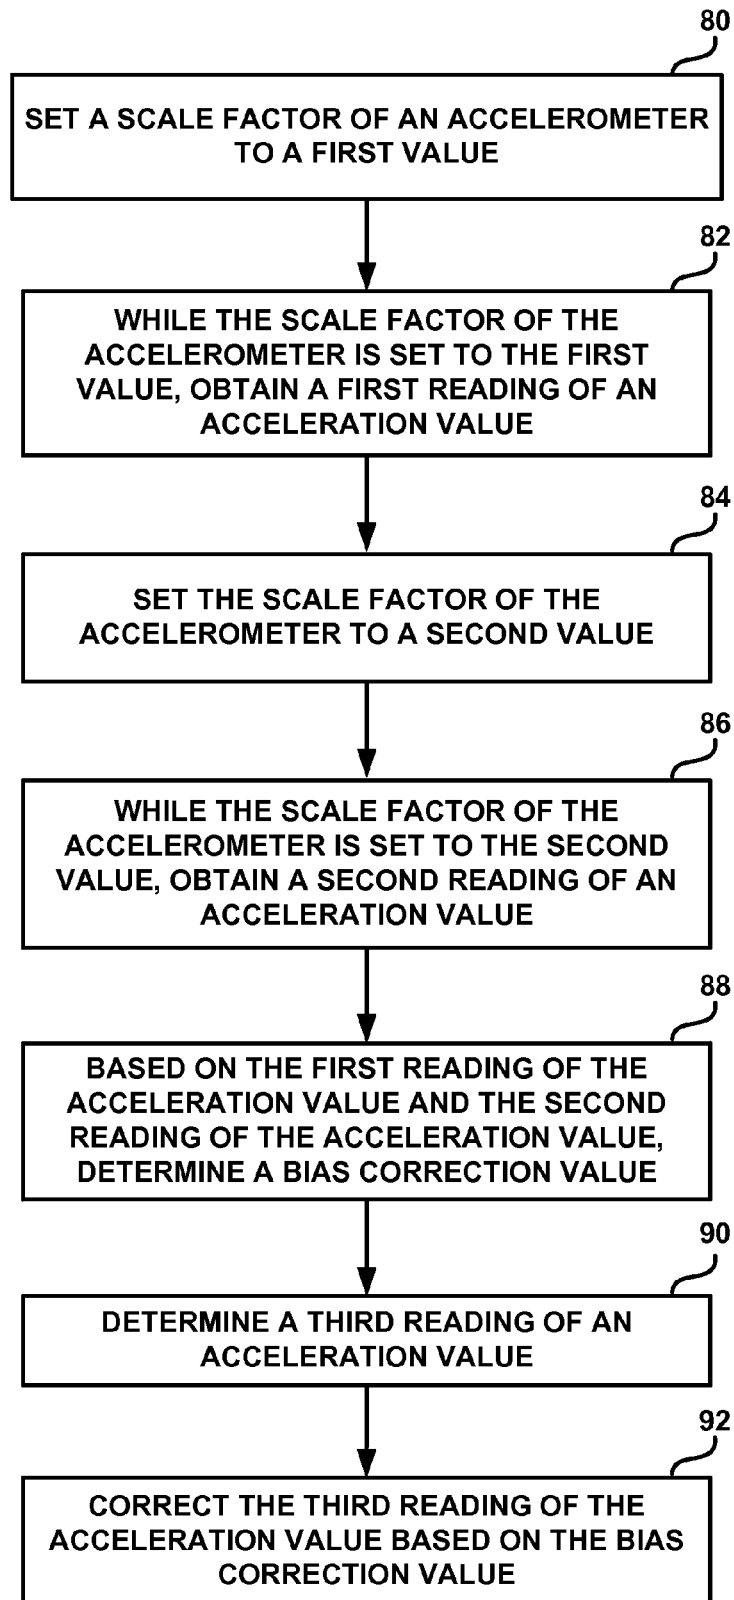 80
SET A SCALE FACTOR OF AN ACCELEROMETER
TO A FIRST VALUE
82
WHILE THE SCALE FACTOR OF THE
ACCELEROMETER IS SET TO THE FIRST
VALUE, OBTAIN A FIRST READING OF AN
ACCELERATION VALUE
84
SET THE SCALE FACTOR OF THE
ACCELEROMETER TO A SECOND VALUE
86
WHILE THE SCALE FACTOR OF THE
ACCELEROMETER IS SET TO THE SECOND
VALUE, OBTAIN A SECOND READING OF AN
ACCELERATION VALUE
88
BASED ON THE FIRST READING OF THE
ACCELERATION VALUE AND THE SECOND
READING OF THE ACCELERATION VALUE,
DETERMINE A BIAS CORRECTION VALUE
90
DETERMINE A THIRD READING OF AN
ACCELERATION VALUE
92
CORRECT THE THIRD READING OF THE
ACCELERATION VALUE BASED ON THE BIAS
CORRECTION VALUE